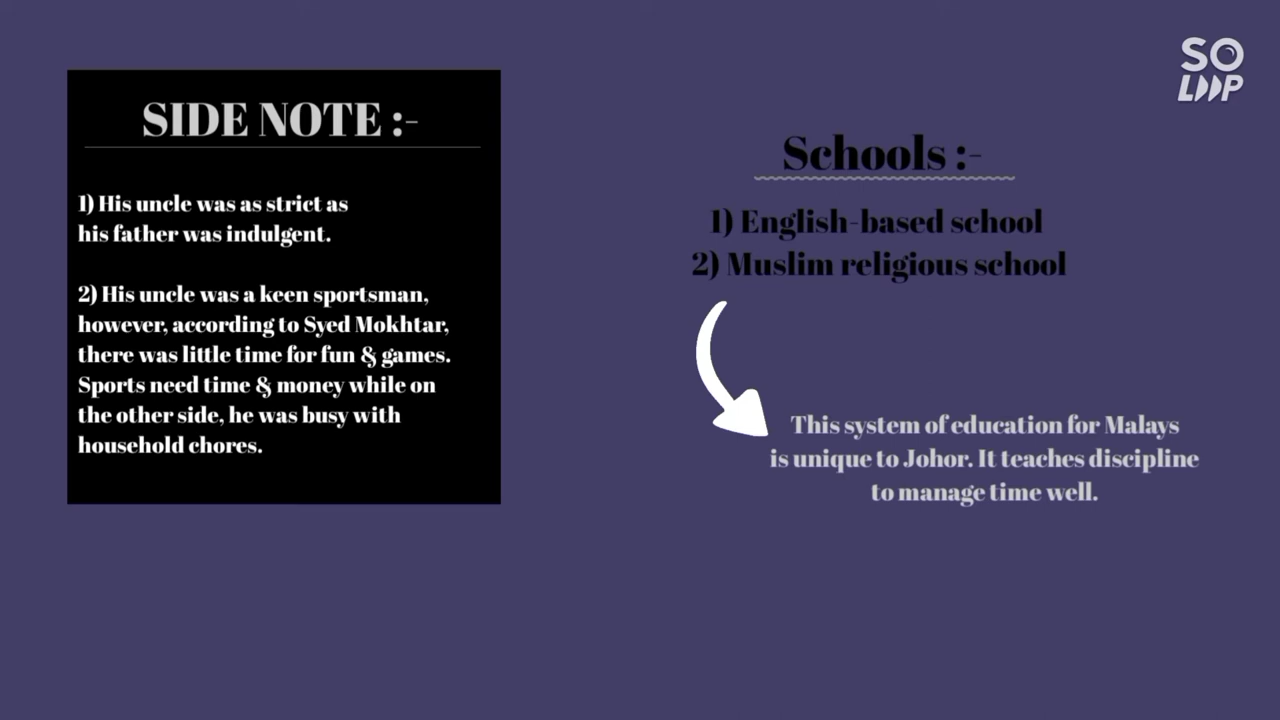 SO
LOOP
SIDE NOTE :-
1) His uncle was as strict as
his father was indulgent.
2) His uncle was a keen sportsman,
however, according to Syed Mokhtar,
there was little time for fun & games.
Sports need time & money while on
the other side, he was busy with
household chores.
Schools :-
1) English-based school
2) Muslim religious school
This system of education for Malays
is unique to Johor. It teaches discipline
to manage time well.